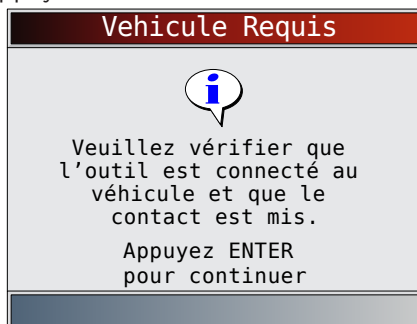 Vehicule Requis
i
Veuillez vérifier que
l'outil est connecté au
véhicule et que le
contact est mis.
Appuyez ENTER
pour continuer